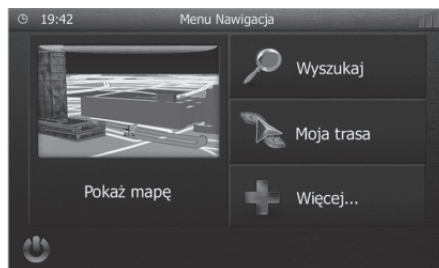 19:42 Menu Nawigacja
Wyszukaj
Moja trasa
Pokaż mapę
Więcej...